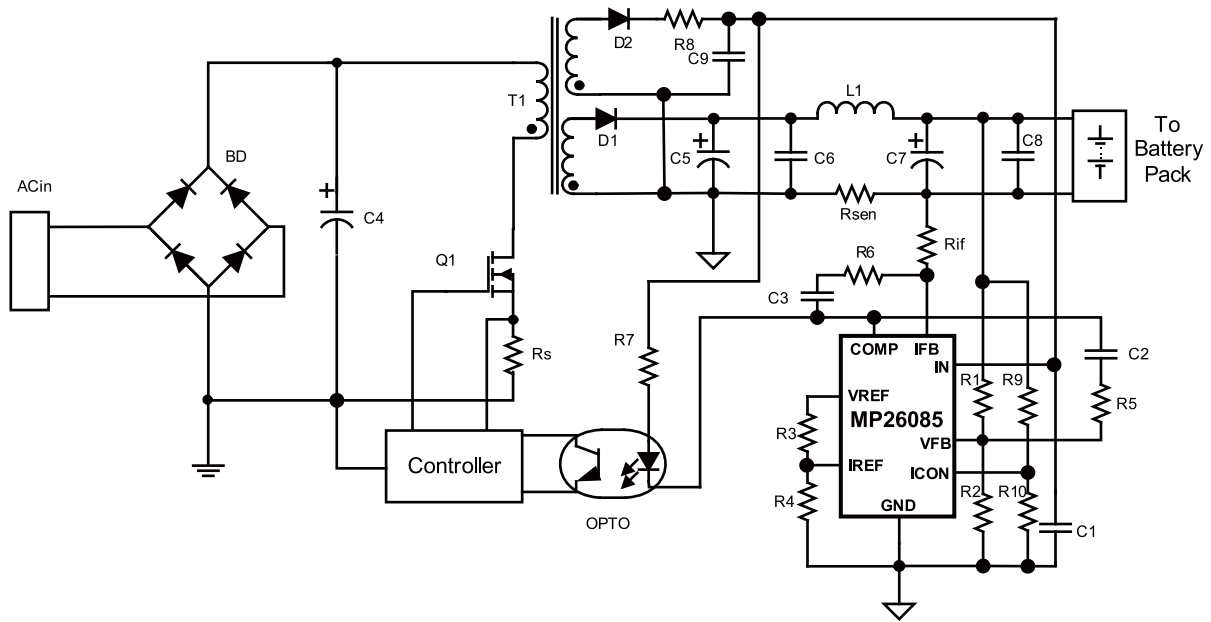 D2
R8
C9
T1
L1
D1
C5
C6
C7
C8
To
Battery
Pack
BD
ACin
C4
Rsen
Rif
Q1
R6
C3
Rs
R7
COMP
IFB
IN
C2
R1
R9
VREF
MP26085
R5
R3
VFB
Controller
IREF
ICON
R4
R2
R10
GND
OPTO
C1